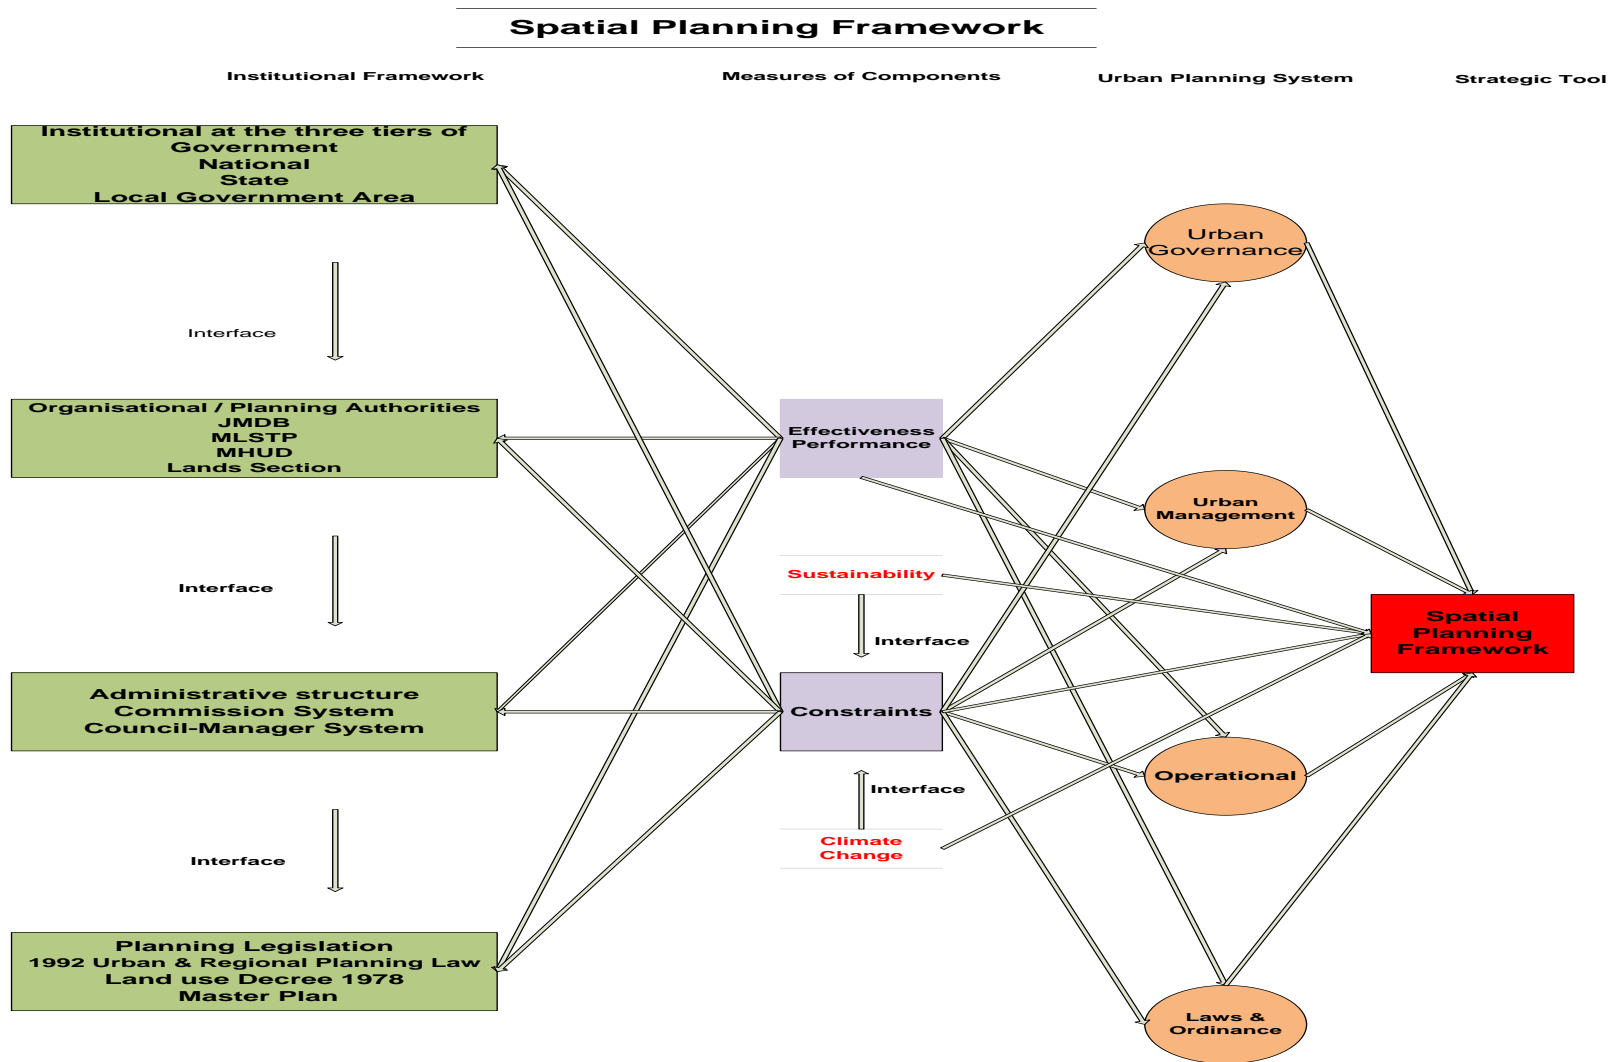 Spatial Planning Framework
Institutional Framework
Measures of Components
Urban Planning System
Strategic Tool
Institutional at the three tiers of
Government
National
State
Local Government Area
Interface
Organisational / Planning Authorities
JMDB
MLSTP
MHUD
Lands Section
Interface
Administrative structure
Commission System
Council-Manager System
Interface
Planning Legislation
1992 Urban & Regional Planning Law
Land use Decree 1978
Master Plan
Effectiveness
Performance
Sustainability
Interface
Constraints
Interface
Climate
Change
Urban
Governance
Urban
Management
Operational
Laws &
Ordinance
Spatial
Planning
Framework